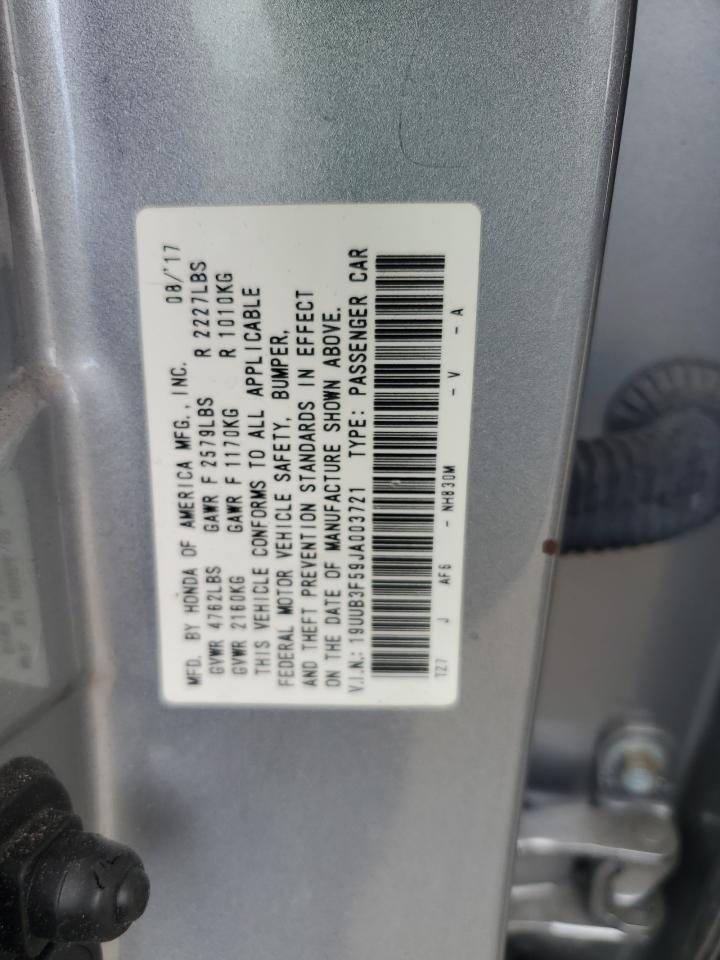 MFD. BY HONDA OF AMERICA MFG., INC. 08/'17
GVWR 4762LBS GAWR F 2579LBS R 2227LBS
GVWR 2160KG GAWR F 1170KG R 1010KG
THIS VEHICLE CONFORMS TO ALL APPLICABLE
FEDERAL MOTOR VEHICLE SAFETY, BUMPER,
AND THEFT PREVENTION STANDARDS IN EFFECT
ON THE DATE OF MANUFACTURE SHOWN ABOVE.
V.I.N.: 19UUB3F59JA003721 TYPE: PASSENGER CAR
TZ7 J AF6 - NH830M - V - A